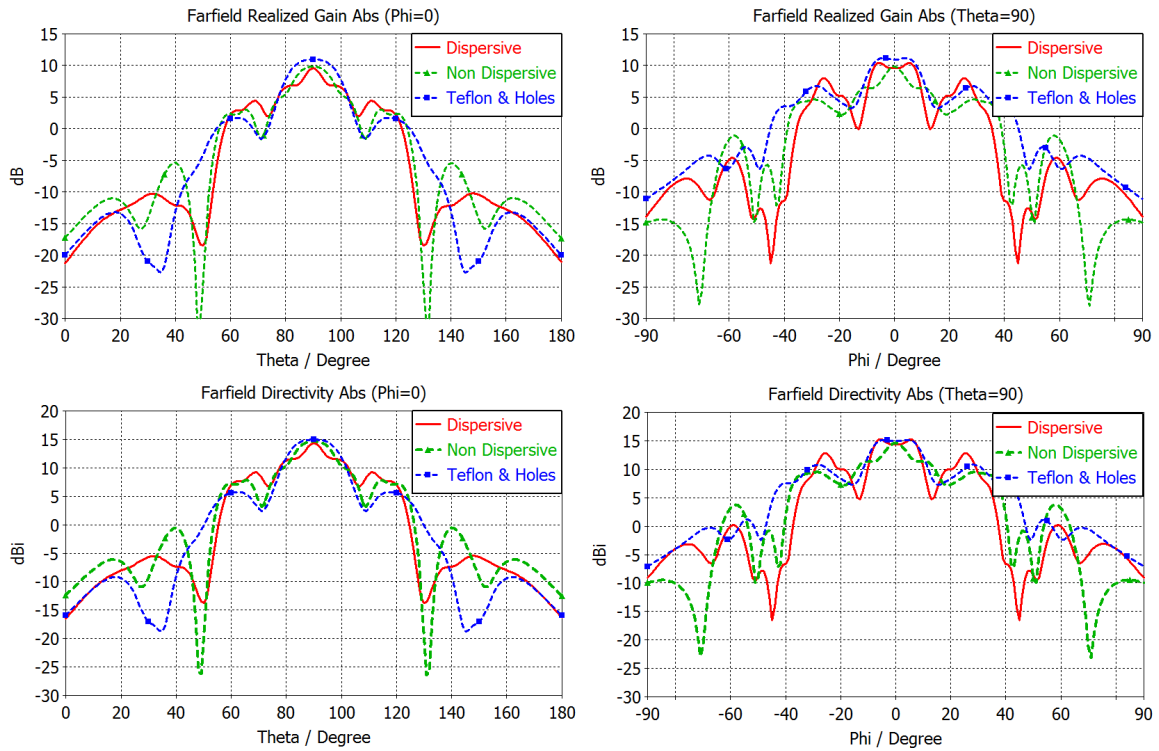 Farfield Realized Gain Abs (Phi=0)
15
10
5
0
-5
-10
-15
-20
-25
-30
dB
0 20 40 60 80 100 120 140 160 180
Theta / Degree
Dispersive
Non Dispersive
Teflon & Holes
Farfield Realized Gain Abs (Theta=90)
15
10
5
0
-5
-10
-15
-20
-25
-30
dB
-90 -60 -40 -20 0 20 40 60 90
Phi / Degree
Dispersive
Non Dispersive
Teflon & Holes
Farfield Directivity Abs (Phi=0)
20
15
10
5
0
-5
-10
-15
-20
-25
-30
dBi
0 20 40 60 80 100 120 140 160 180
Theta / Degree
Dispersive
Non Dispersive
Teflon & Holes
Farfield Directivity Abs (Theta=90)
20
15
10
5
0
-5
-10
-15
-20
-25
-30
dBi
-90 -60 -40 -20 0 20 40 60 90
Phi / Degree
Dispersive
Non Dispersive
Teflon & Holes